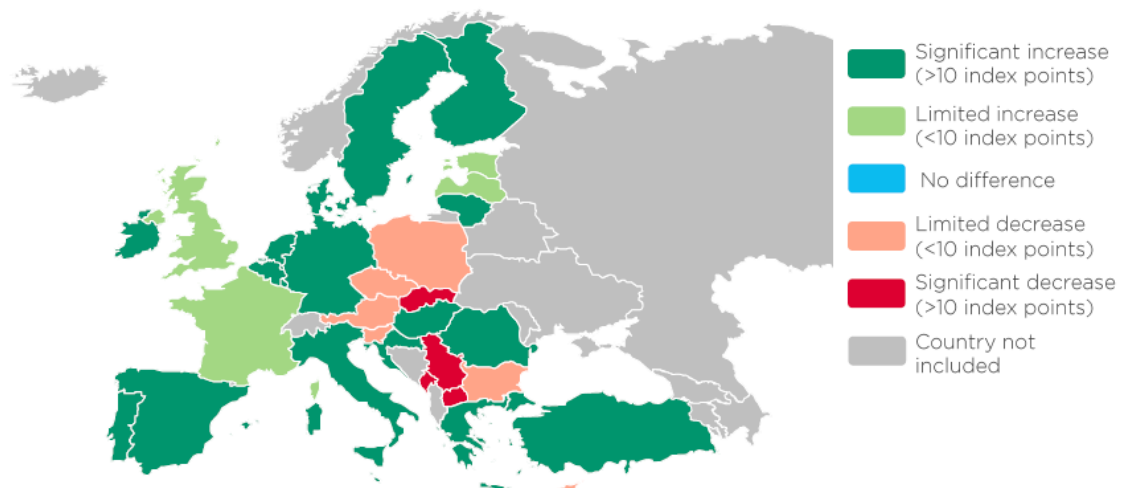 Significant increase
(>10 index points)
Limited increase
(<10 index points)
No difference
Limited decrease
(<10 index points)
Significant decrease
(>10 index points)
Country not
included